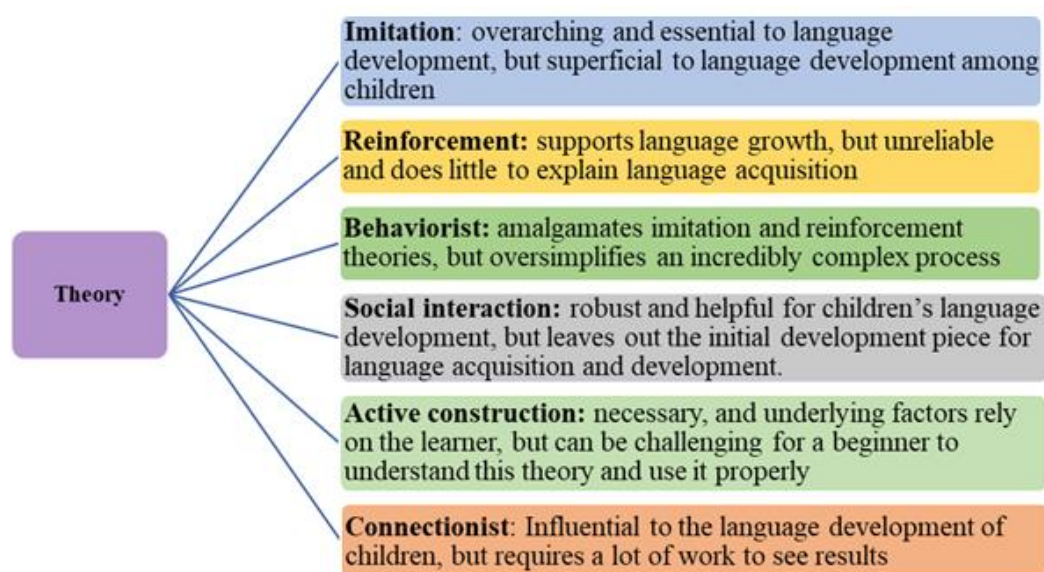 Theory
Imitation: overarching and essential to language
development, but superficial to language development among
children
Reinforcement: supports language growth, but unreliable
and does little to explain language acquisition
Behaviorist: amalgamates imitation and reinforcement
theories, but oversimplifies an incredibly complex process
Social interaction: robust and helpful for children’s language
development, but leaves out the initial development piece for
language acquisition and development.
Active construction: necessary, and underlying factors rely
on the learner, but can be challenging for a beginner to
understand this theory and use it properly
Connectionist: Influential to the language development of
children, but requires a lot of work to see results